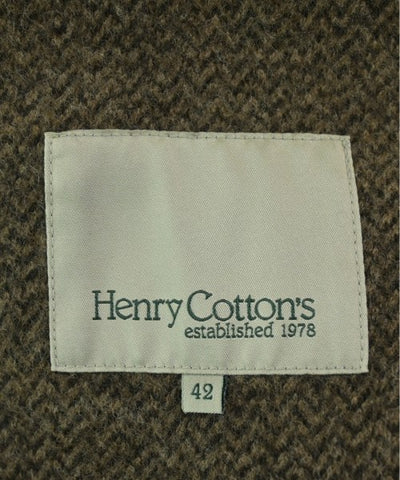 Henry Cotton's
established 1978
42